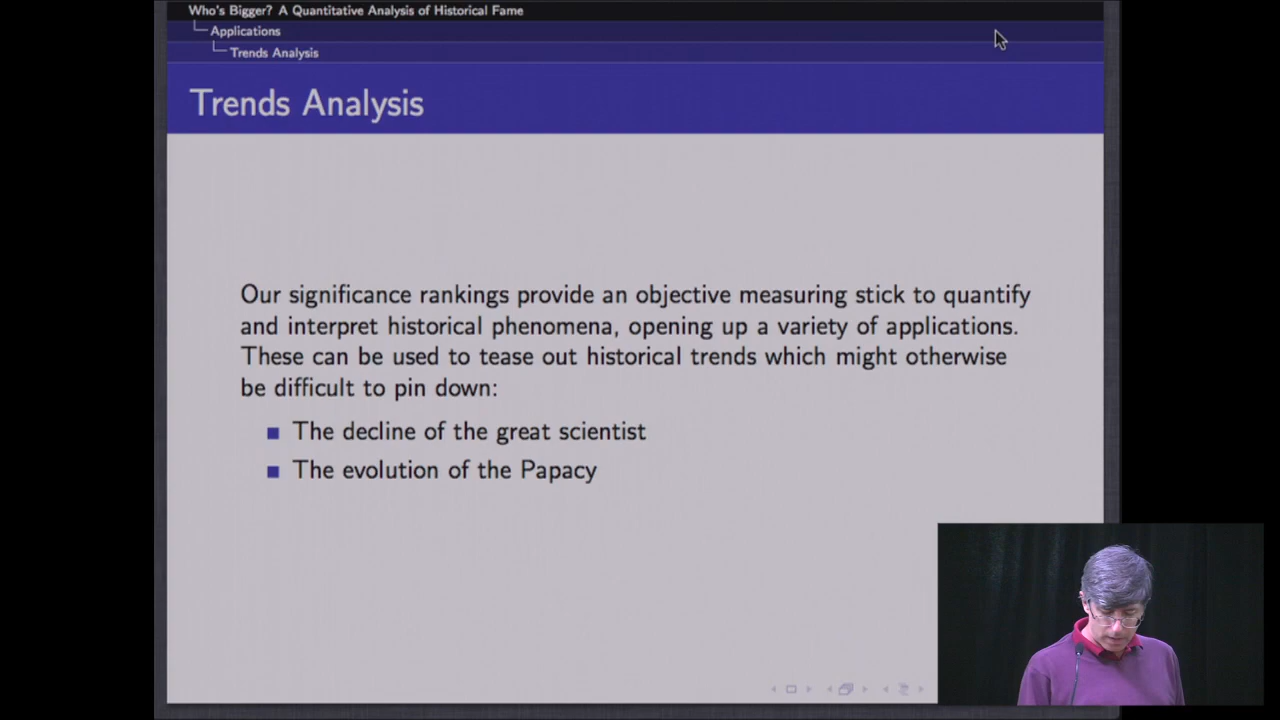 Who's Bigger? A Quantitative Analysis of Historical Fame
Applications
Trends Analysis
Trends Analysis
Our significance rankings provide an objective measuring stick to quantify
and interpret historical phenomena, opening up a variety of applications.
These can be used to tease out historical trends which might otherwise
be difficult to pin down:
The decline of the great scientist
The evolution of the Papacy